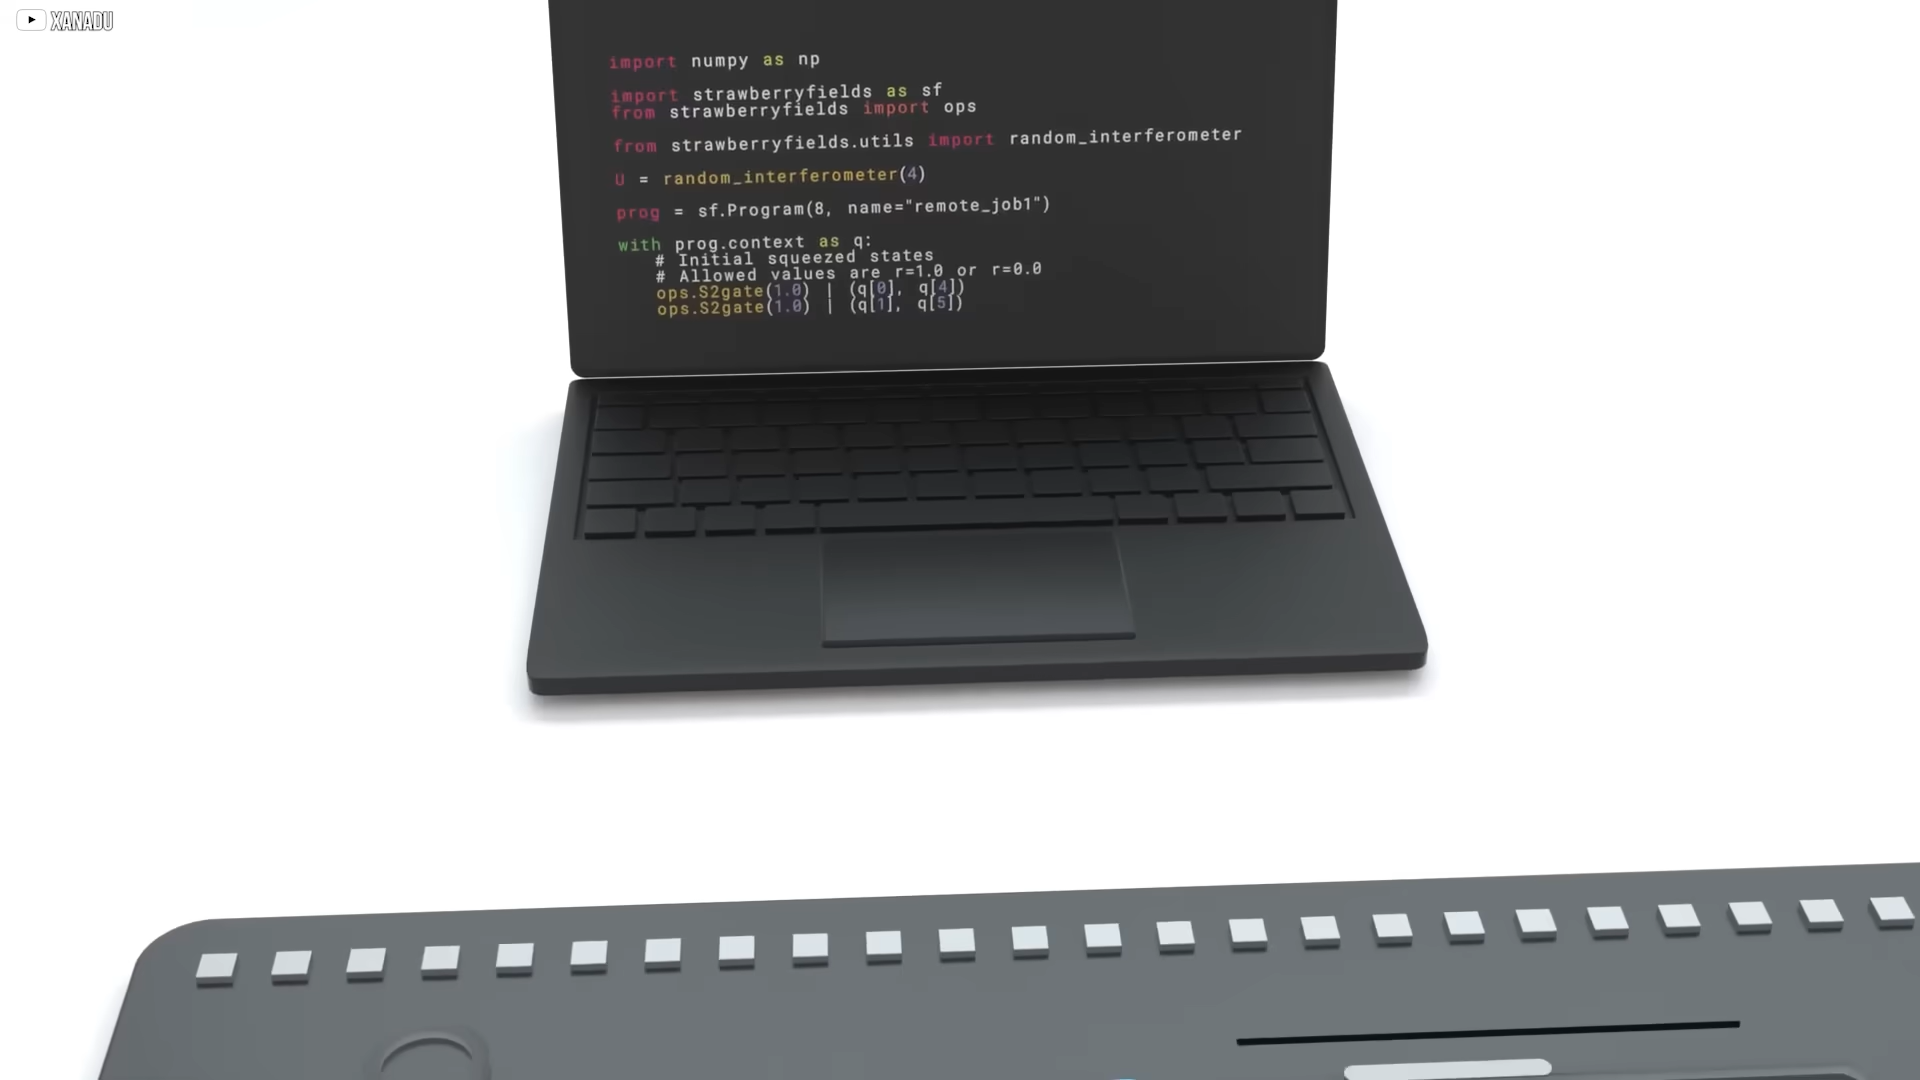 XANADU
import numpy as np
import strawberryfields as sf
from strawberryfields import ops
from strawberryfields.utils import random_interferometer
U = random_interferometer(4)
prog = sf.Program(8, name="remote_job1")
with prog.context as q:
# Initial squeezed states
# Allowed values are r=1.0 or r=0.0
ops.S2gate(1.0) | (q[0], q[4])
ops.S2gate(1.0) | (q[1], q[5])